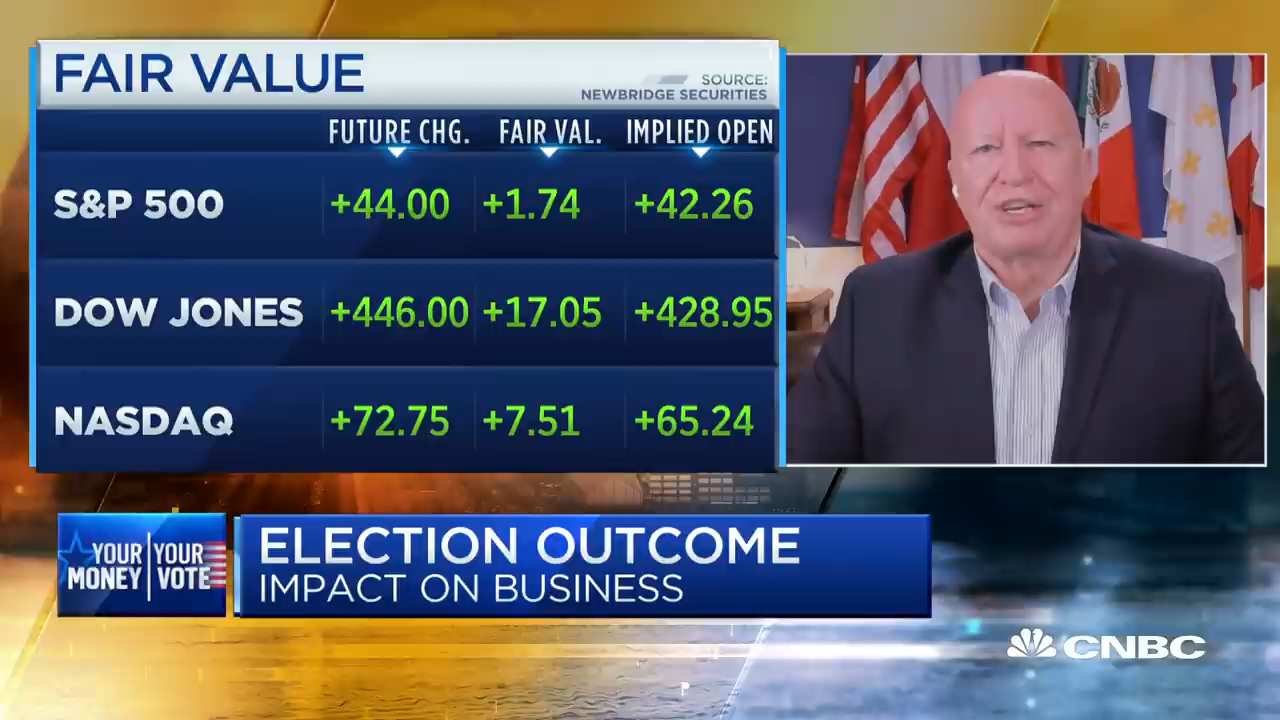 FAIR VALUE
SOURCE:
NEWBRIDGE SECURITIES
FUTURE CHG. FAIR VAL. IMPLIED OPEN
S&P 500 +44.00 +1.74 +42.26
DOW JONES +446.00 +17.05 +428.95
NASDAQ +72.75 +7.51 +65.24
YOUR MONEY YOUR VOTE
ELECTION OUTCOME
IMPACT ON BUSINESS
CNBC
P